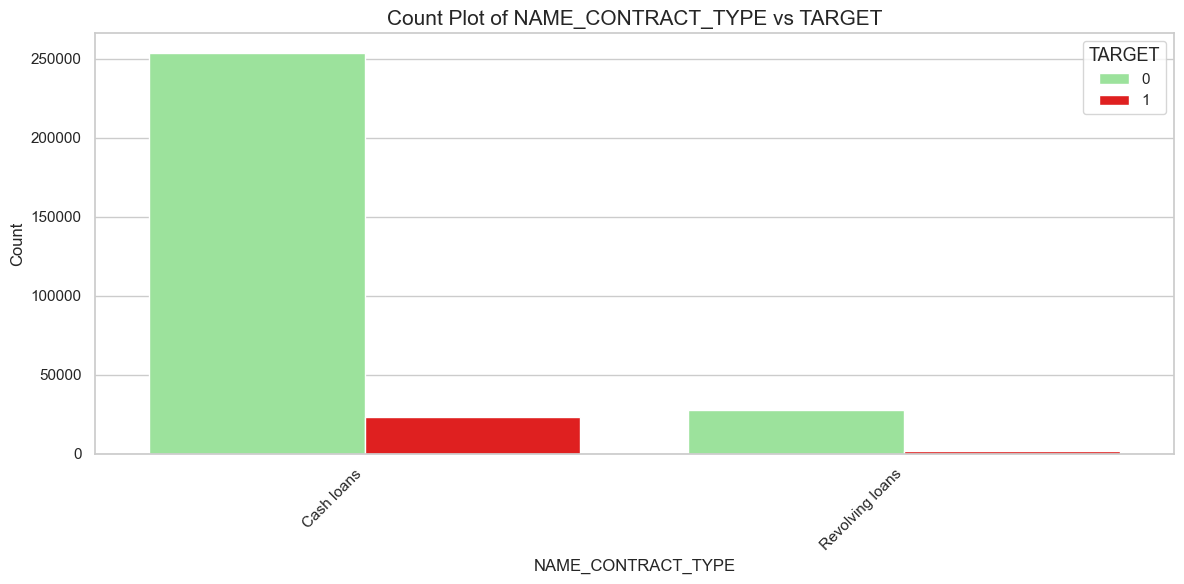 Count Plot of NAME_CONTRACT_TYPE vs TARGET
TARGET
0
1
250000
200000
150000
100000
50000
0
Count
Cash loans
Revolving loans
NAME_CONTRACT_TYPE